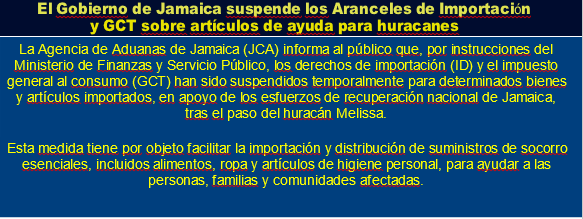 El Gobierno de Jamaica suspende los Aranceles de Importación
y GCT sobre artículos de ayuda para huracanes
La Agencia de Aduanas de Jamaica (JCA) informa al público que, por instrucciones del
Ministerio de Finanzas y Servicio Público, los derechos de importación (ID) y el impuesto
general al consumo (GCT) han sido suspendidos temporalmente para determinados bienes
y artículos importados, en apoyo de los esfuerzos de recuperación nacional de Jamaica,
tras el paso del huracán Melissa.
Esta medida tiene por objeto facilitar la importación y distribución de suministros de socorro
esenciales, incluidos alimentos, ropa y artículos de higiene personal, para ayudar a las
personas, familias y comunidades afectadas.